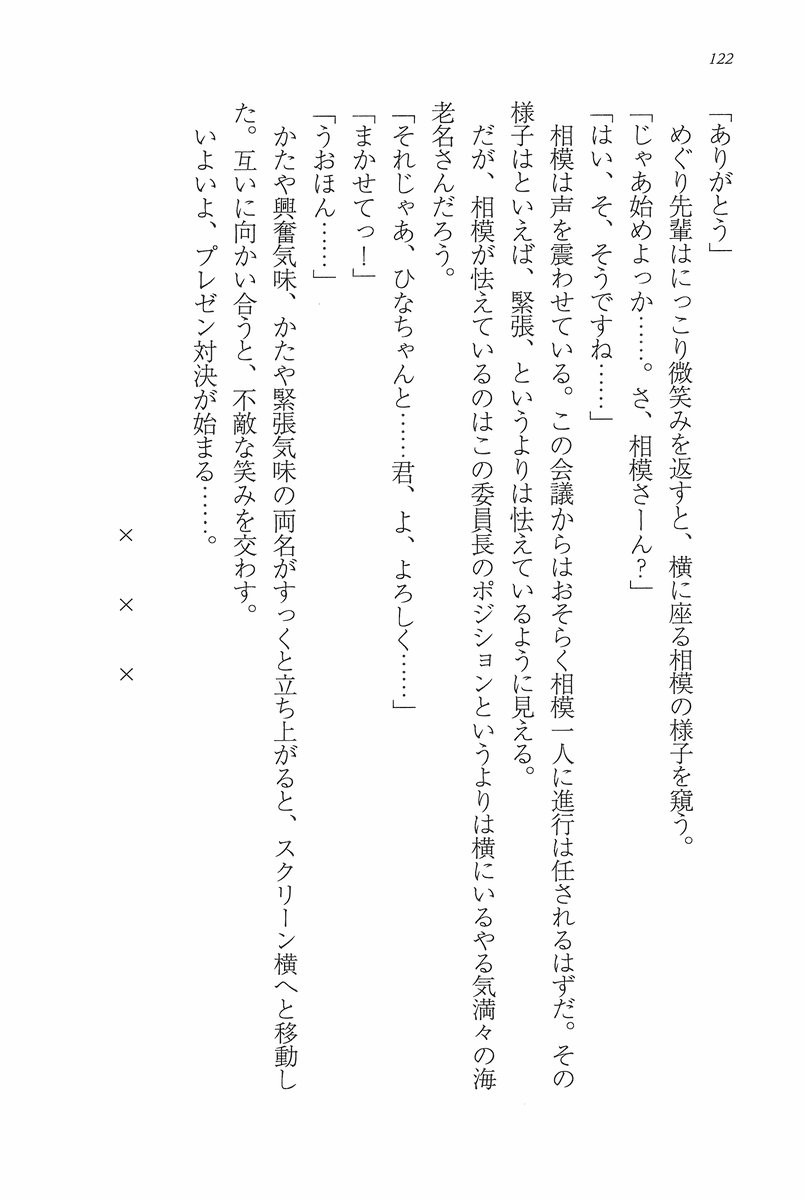 122
「ありがとう」
めぐり先輩はにっこり微笑みを返すと、横に座る相模の様子を窺う。
「じゃあ始めよっか……。さ、相模さーん?」
「はい、そ、そうですね……」
相模は声を震わせている。この会議からはおそらく相模一人に進行は任されるはずだ。その
様子はといえば、緊張、というよりは怯えているように見える。
だが、相模が怯えているのはこの委員長のポジションというよりは横にいるやる気満々の海
老名さんだろう。
「それじゃあ、ひなちゃんと……君、よ、よろしく……」
「まかせてっ!」
「うおほん……」
かたや興奮気味、かたや緊張気味の両名がすっくと立ち上がると、スクリーン横へと移動し
た。互いに向かい合うと、不敵な笑みを交わす。
いよいよ、プレゼン対決が始まる……。
× × ×